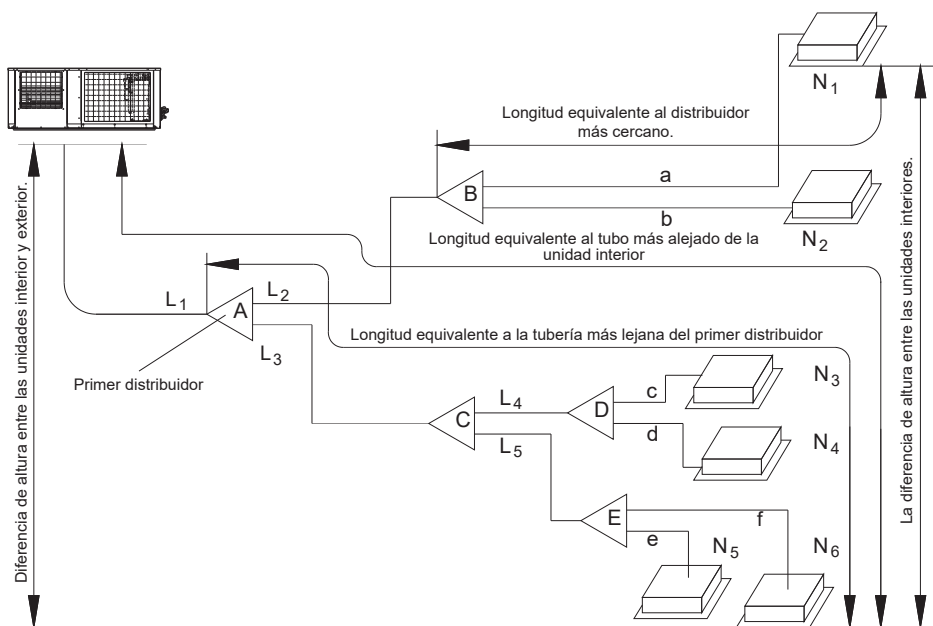 N1
Longitud equivalente al distribuidor
más cercano.
a
B
b
N2
Longitud equivalente al tubo más alejado de la
unidad interior
L1
A
L2
L3
Primer distribuidor
Longitud equivalente a la tubería más lejana del primer distribuidor
N3
c
L4
D
C
d
L5
N4
E
f
e
N5
N6
Diferencia de altura entre las unidades interior y exterior.
La diferencia de altura entre las unidades interiores.